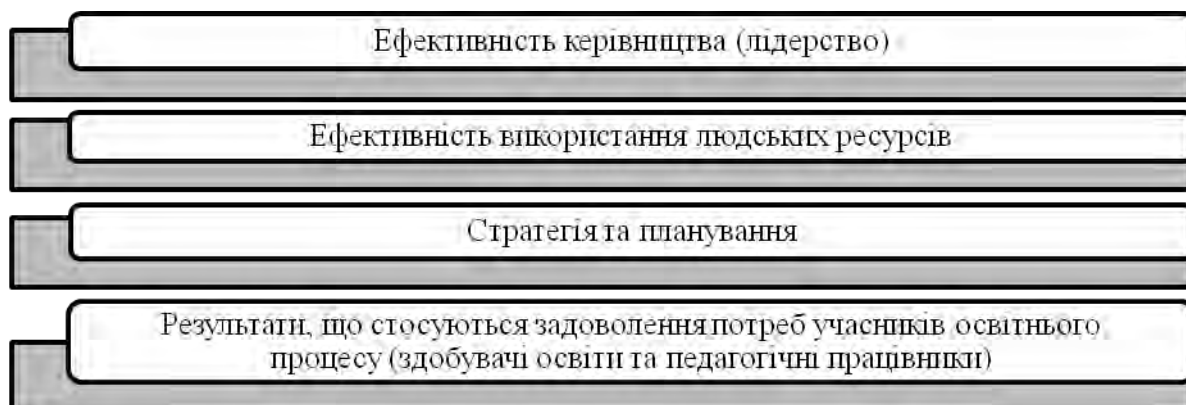 Ефективність керівництва (лідерство)
Ефективність використання людських ресурсів
Стратегія та планування
Результати, що стосуються задоволення потреб учасників освітнього
процесу (здобувачі освіти та педагогічні працівники)